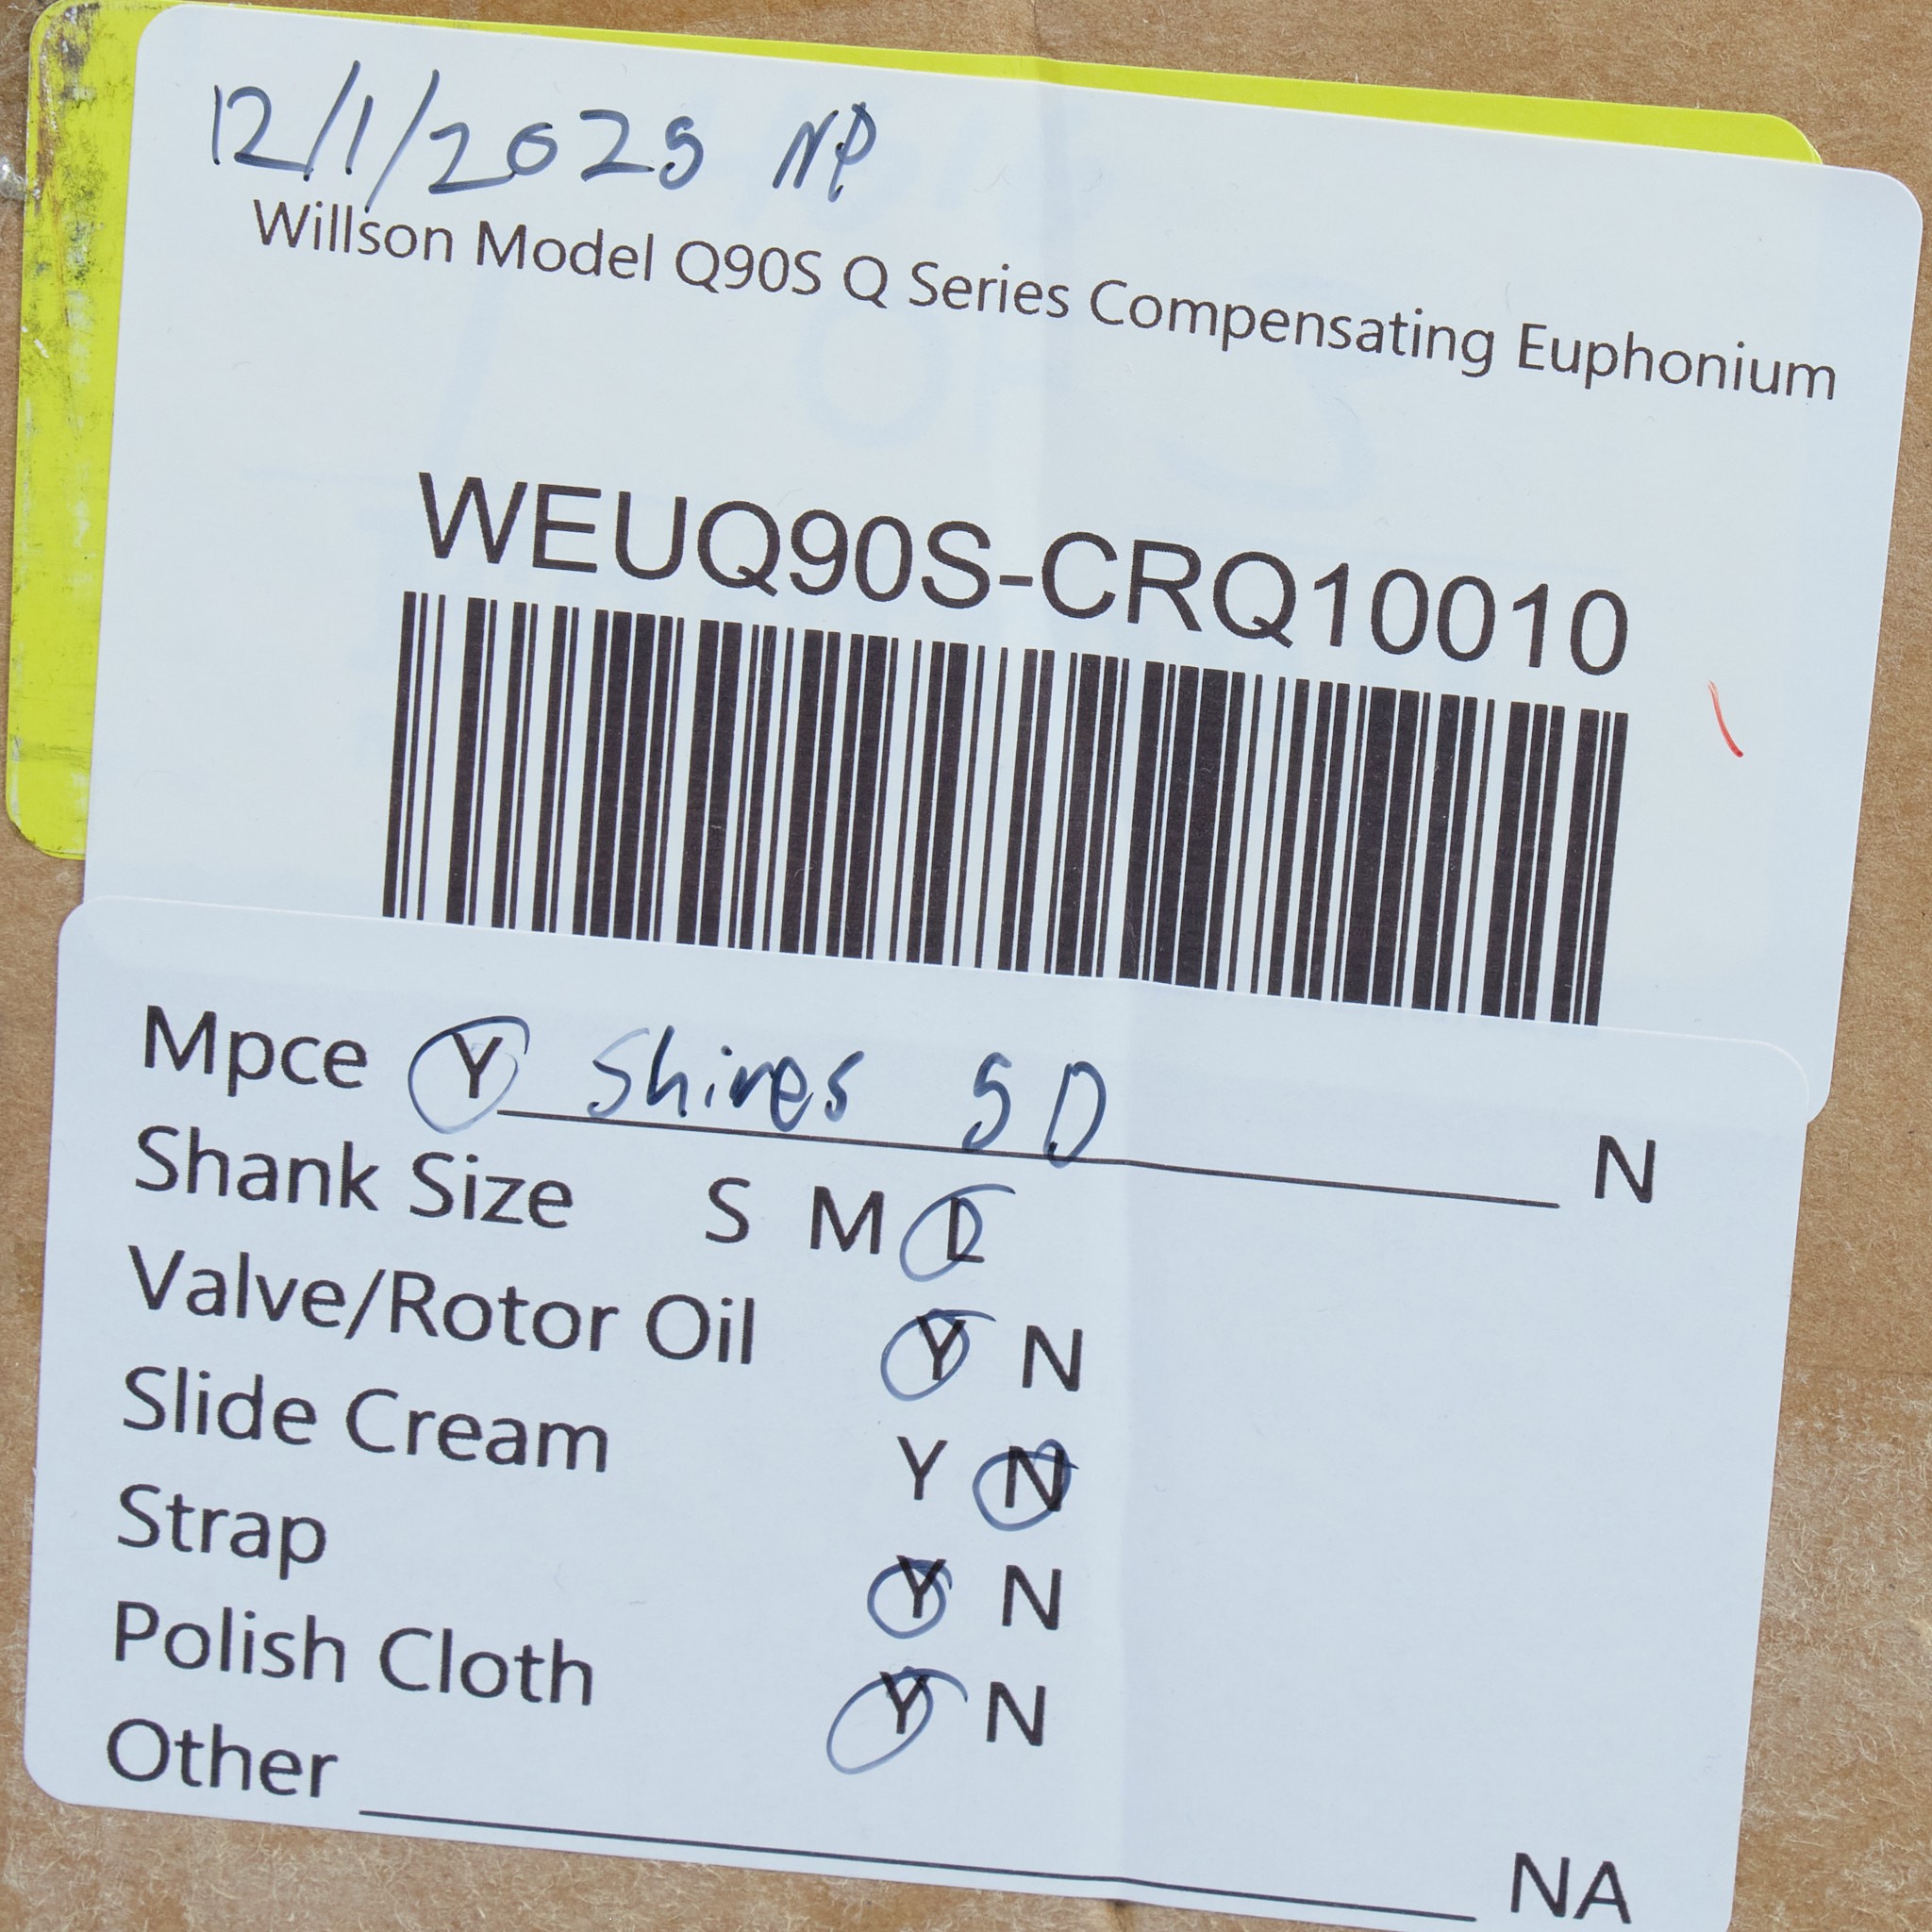 12/1/2025 NP
Willson Model Q90S Q Series Compensating Euphonium
WEUQ90S-CRQ10010
Mpce Y Shires 5D N
Shank Size S M L
Valve/Rotor Oil Y N
Slide Cream Y N
Strap Y N
Polish Cloth Y N
Other NA